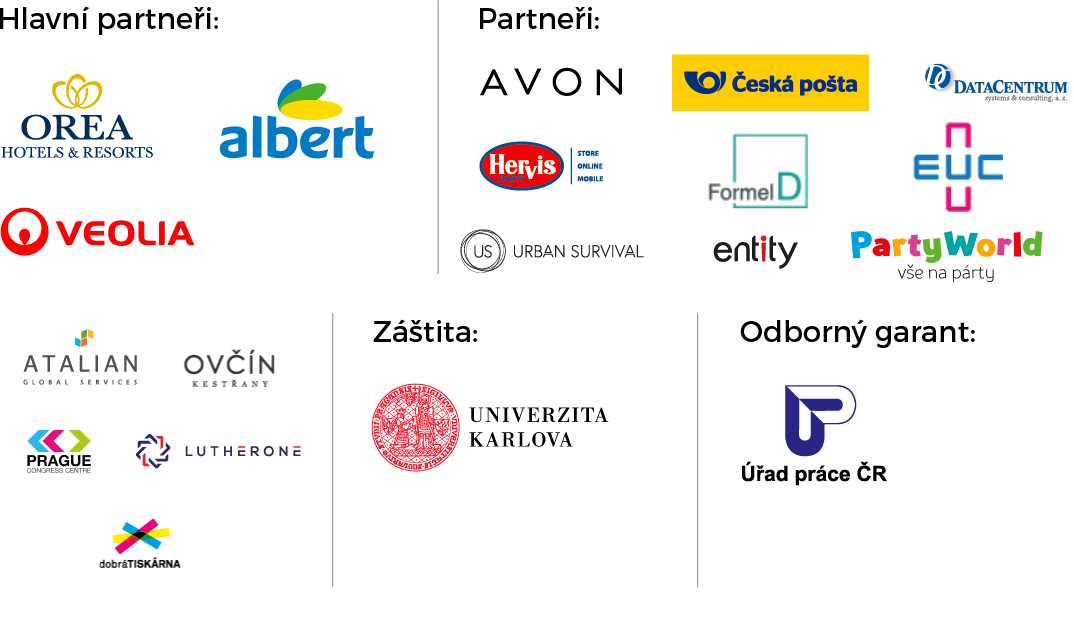 Hlavní partneři:
OREA
HOTELS & RESORTS
albert
VEOLIA
Partneři:
AVON
Česká pošta
DATACENTRUM
systems & consulting, a. s.
Hervis
STORE
ONLINE
MOBILE
Formel D
EUC
US URBAN SURVIVAL
entity
PartyWorld
vše na párty
ATALIAN
GLOBAL SERVICES
OVČÍN
KESTŘANY
PRAGUE
CONGRESS CENTRE
LUTHERONE
dobráTISKÁRNA
Záštita:
UNIVERZITA
KARLOVA
Odborný garant:
Úřad práce ČR